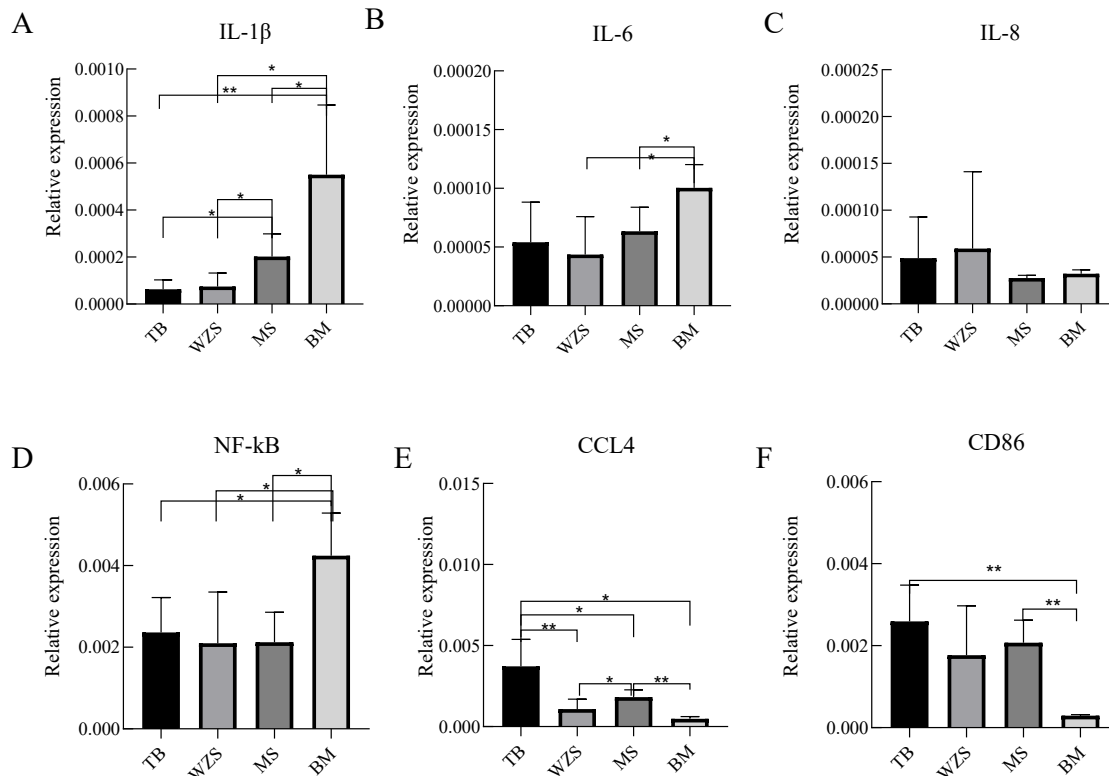 A
IL-1β
Relative expression
0.0010
0.0008
0.0006
0.0004
0.0002
0.0000
*
**
*
*
*
TB
WZS
MS
BM
B
IL-6
Relative expression
0.00020
0.00015
0.00010
0.00005
0.00000
*
*
TB
WZS
MS
BM
C
IL-8
Relative expression
0.00025
0.00020
0.00015
0.00010
0.00005
0.00000
TB
WZS
MS
BM
D
NF-kB
Relative expression
0.006
0.004
0.002
0.000
*
*
*
TB
WZS
MS
BM
E
CCL4
Relative expression
0.015
0.010
0.005
0.000
*
*
**
*
**
TB
WZS
MS
BM
F
CD86
Relative expression
0.006
0.004
0.002
0.000
**
**
TB
WZS
MS
BM